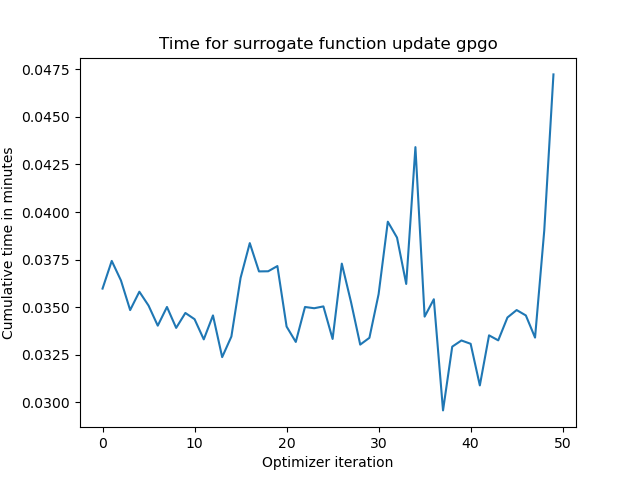 Time for surrogate function update gpgo
Cumulative time in minutes
0.0475
0.0450
0.0425
0.0400
0.0375
0.0350
0.0325
0.0300
0 10 20 30 40 50
Optimizer iteration